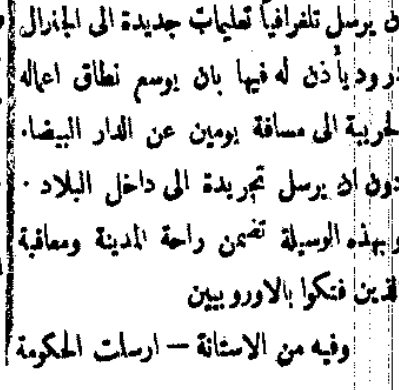 ن يرسل تلغرافياً تعليمات جديدة الى الجنرال
درود يأذن له فيها بان يوسع نطاق اعماله
لحربية الى مسافة يومين عن الدار البيضاء
دون ان يرسل تجريدة الى داخل البلاد ·
وبهذه الوسيلة تضمن راحة المدينة ومعاقبة
لذين فتكوا بالاوروبيين
وفيه من الاستانة — ارسلت الحكومة